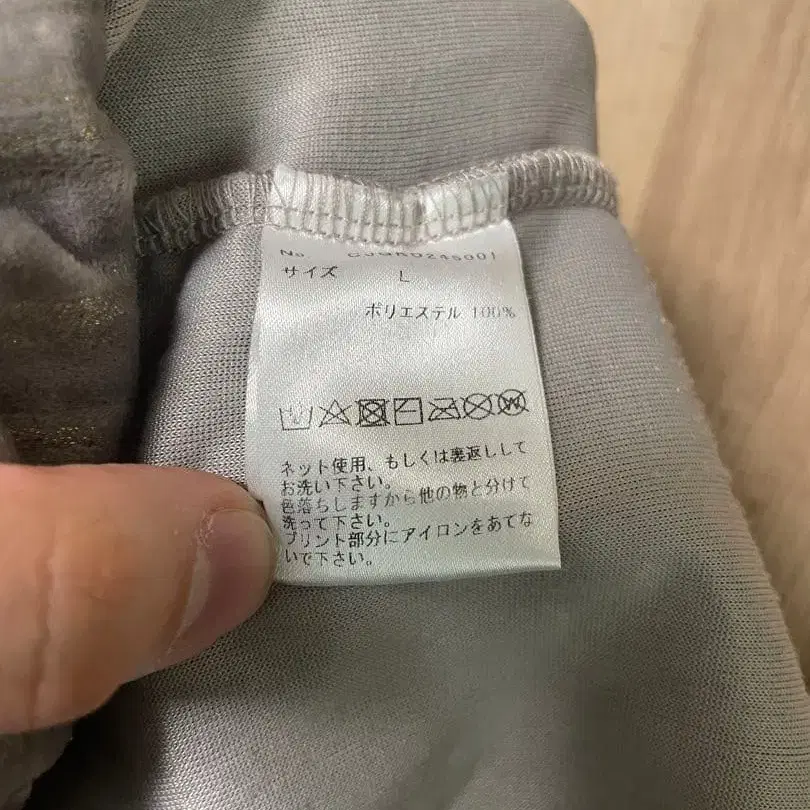 No.
サイズ L
ポリエステル 100%
W
ネット使用、もしくは裏返しして
お洗い下さい。
色落ちしますから他の物と分けて
洗って下さい。
プリント部分にアイロンをあてな
いで下さい。